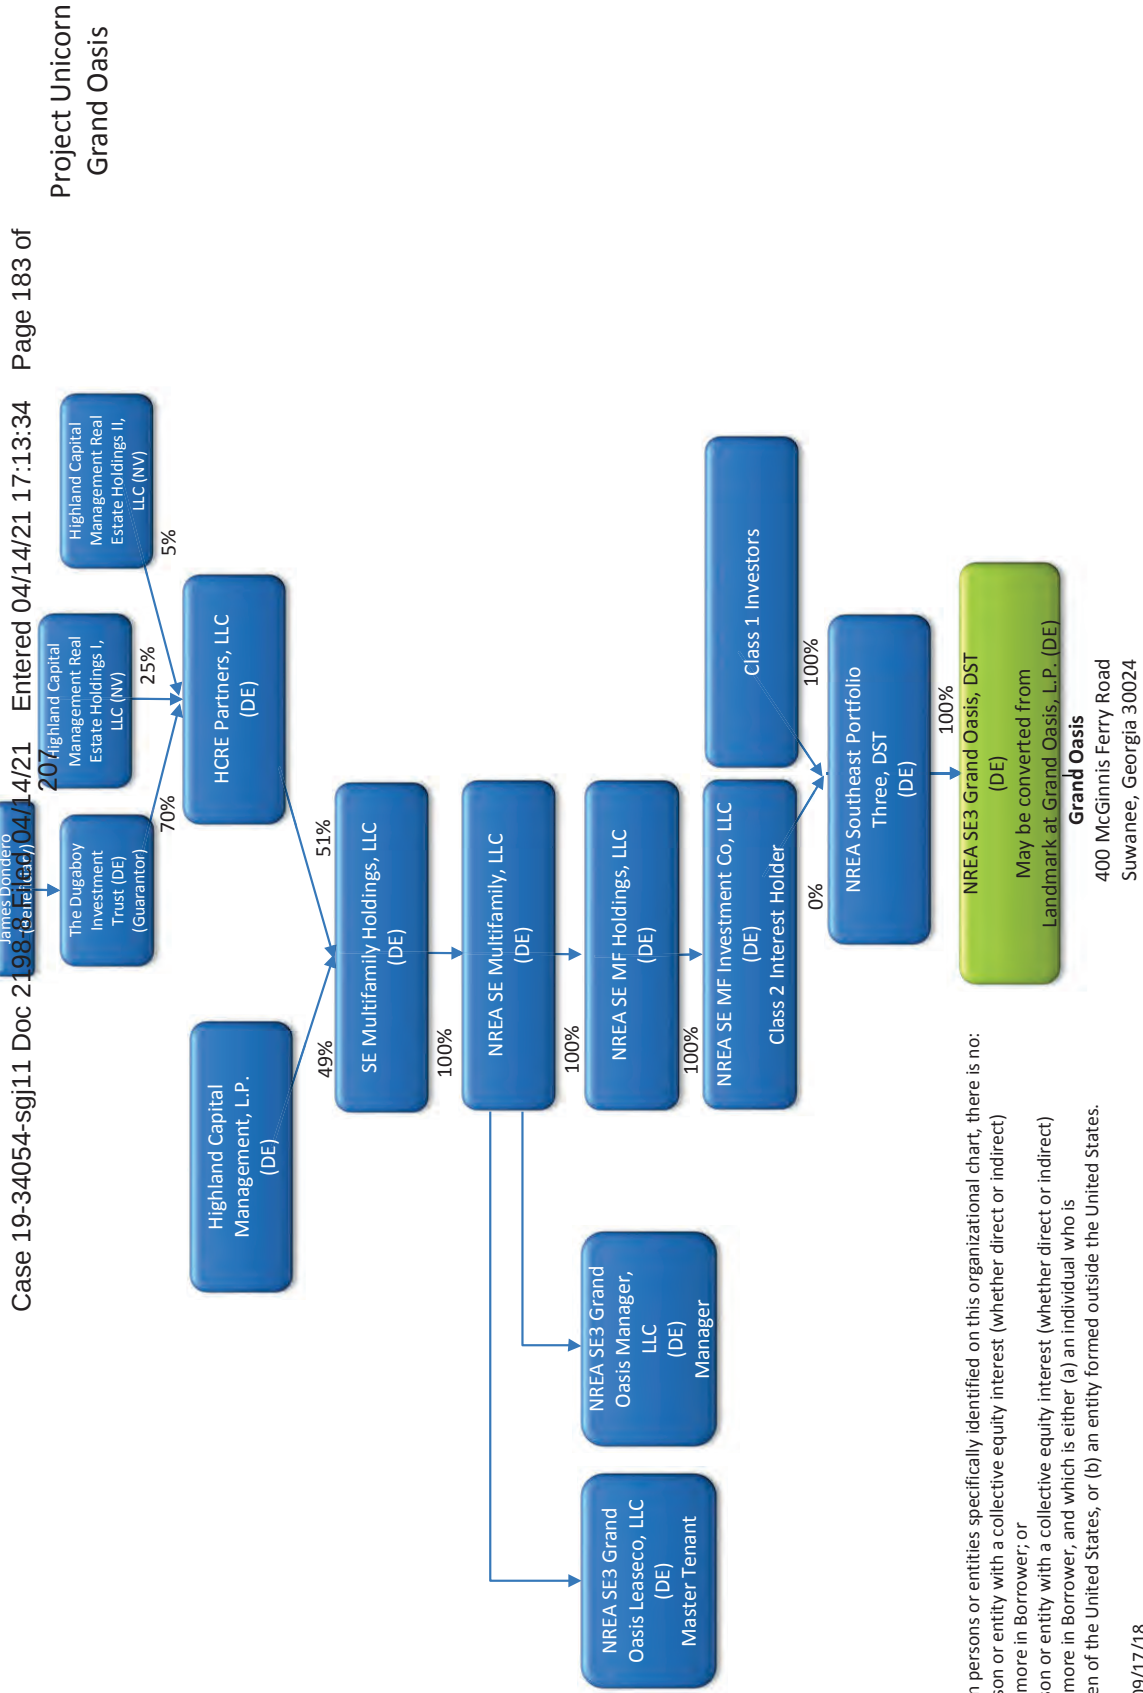 Case 19-34054-sgj11 Doc 2198-8 Filed 04/14/21 Entered 04/14/21 17:13:34 Page 183 of
207
Project Unicorn
Grand Oasis
James Dondero
The Dugaboy
Investment
Trust (DE)
(Guarantor)
Highland Capital
Management Real
Estate Holdings I,
LLC (NV)
Highland Capital
Management Real
Estate Holdings II,
LLC (NV)
70%
25%
5%
Highland Capital
Management, L.P.
(DE)
HCRE Partners, LLC
(DE)
49%
51%
SE Multifamily Holdings, LLC
(DE)
100%
NREA SE Multifamily, LLC
(DE)
100%
NREA SE3 Grand
Oasis Leaseco, LLC
(DE)
Master Tenant
NREA SE3 Grand
Oasis Manager,
LLC
(DE)
Manager
NREA SE MF Holdings, LLC
(DE)
100%
NREA SE MF Investment Co, LLC
(DE)
Class 2 Interest Holder
Class 1 Investors
0%
100%
NREA Southeast Portfolio
Three, DST
(DE)
100%
NREA SE3 Grand Oasis, DST
(DE)
May be converted from
Landmark at Grand Oasis, L.P. (DE)
Grand Oasis
400 McGinnis Ferry Road
Suwanee, Georgia 30024
persons or entities specifically identified on this organizational chart, there is no:
son or entity with a collective equity interest (whether direct or indirect)
more in Borrower; or
son or entity with a collective equity interest (whether direct or indirect)
more in Borrower, and which is either (a) an individual who is
en of the United States, or (b) an entity formed outside the United States.
09/17/18